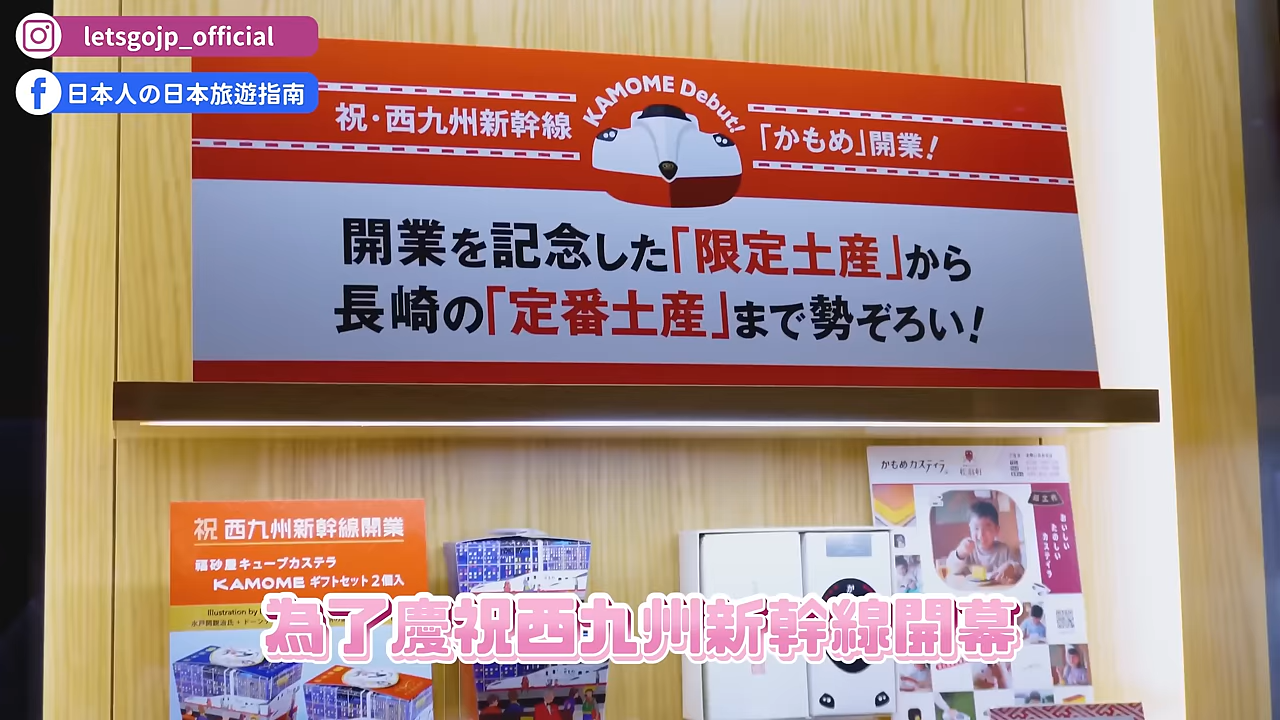 letsgojp_official
日本人の日本旅遊指南
KAMOME Debut!
祝・西九州新幹線
「かもめ」開業!
開業を記念した「限定土産」から
長崎の「定番土産」まで勢ぞろい!
かもめカスティラ
祝 西九州新幹線開業
福砂屋キューブカステラ
KAMOME ギフトセット2個入
Illustration by
おいしい
たのしい
カスティラ
為了慶祝西九州新幹線開幕